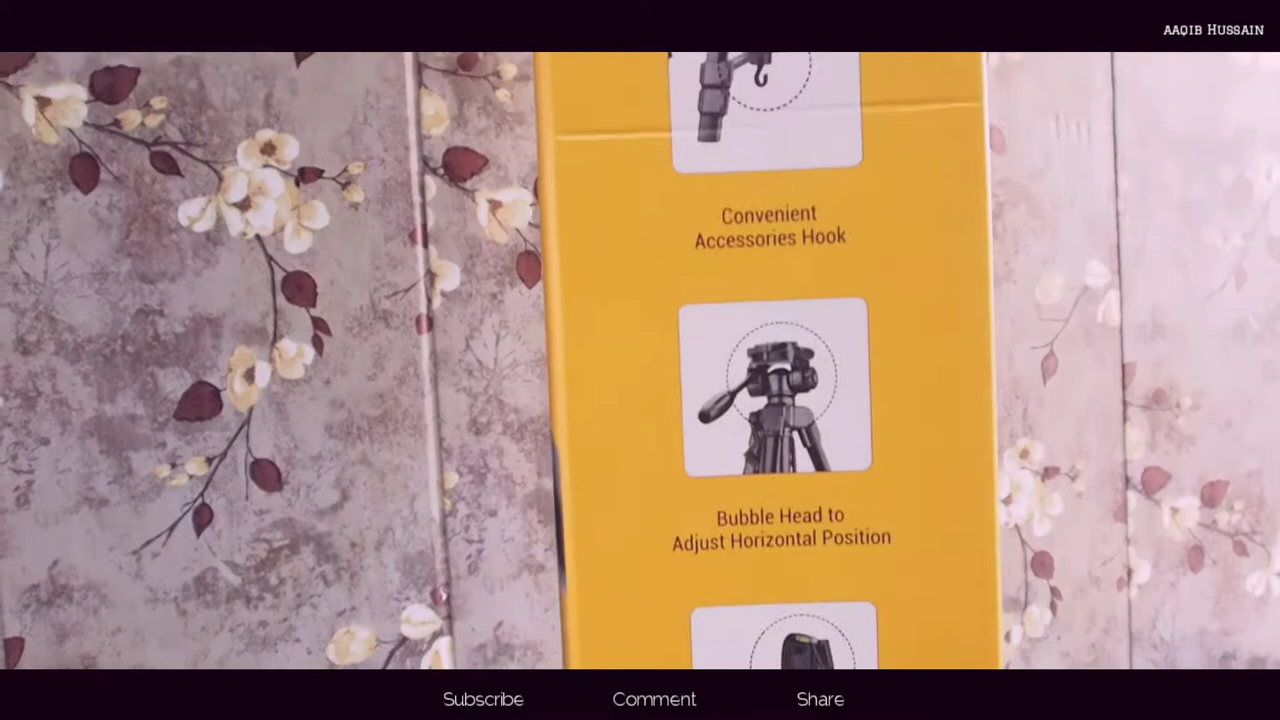 AAQIB HUSSAIN
Convenient
Accessories Hook
Bubble Head to
Adjust Horizontal Position
Subscribe
Comment
Share